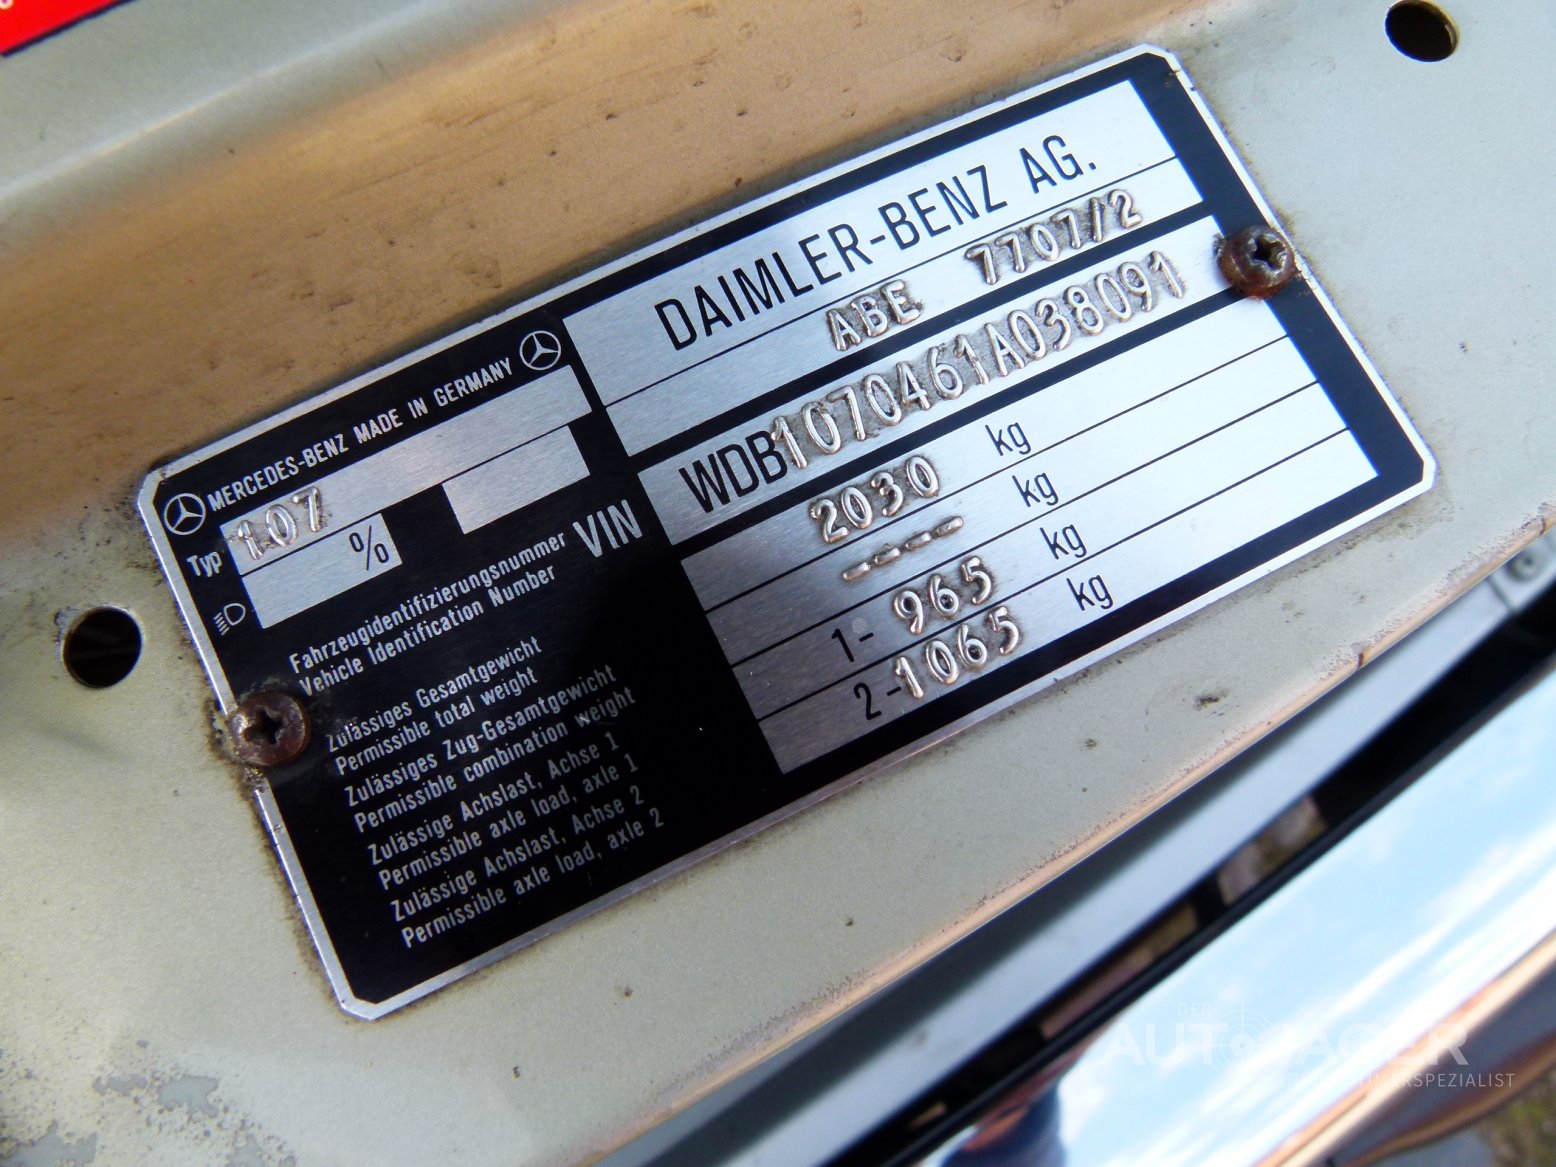 MERCEDES-BENZ MADE IN GERMANY
Typ 107
%
DAIMLER-BENZ AG.
ABE 7707/2
Fahrzeugidentifizierungsnummer
Vehicle Identification Number
VIN
WDB1070461A038091
Zulässiges Gesamtgewicht
Permissible total weight
2030 kg
Zulässiges Zug-Gesamtgewicht
Permissible combination weight
---- kg
Zulässige Achslast, Achse 1
Permissible axle load, axle 1
1- 965 kg
Zulässige Achslast, Achse 2
Permissible axle load, axle 2
2-1065 kg
DER
AUTOJÄGER